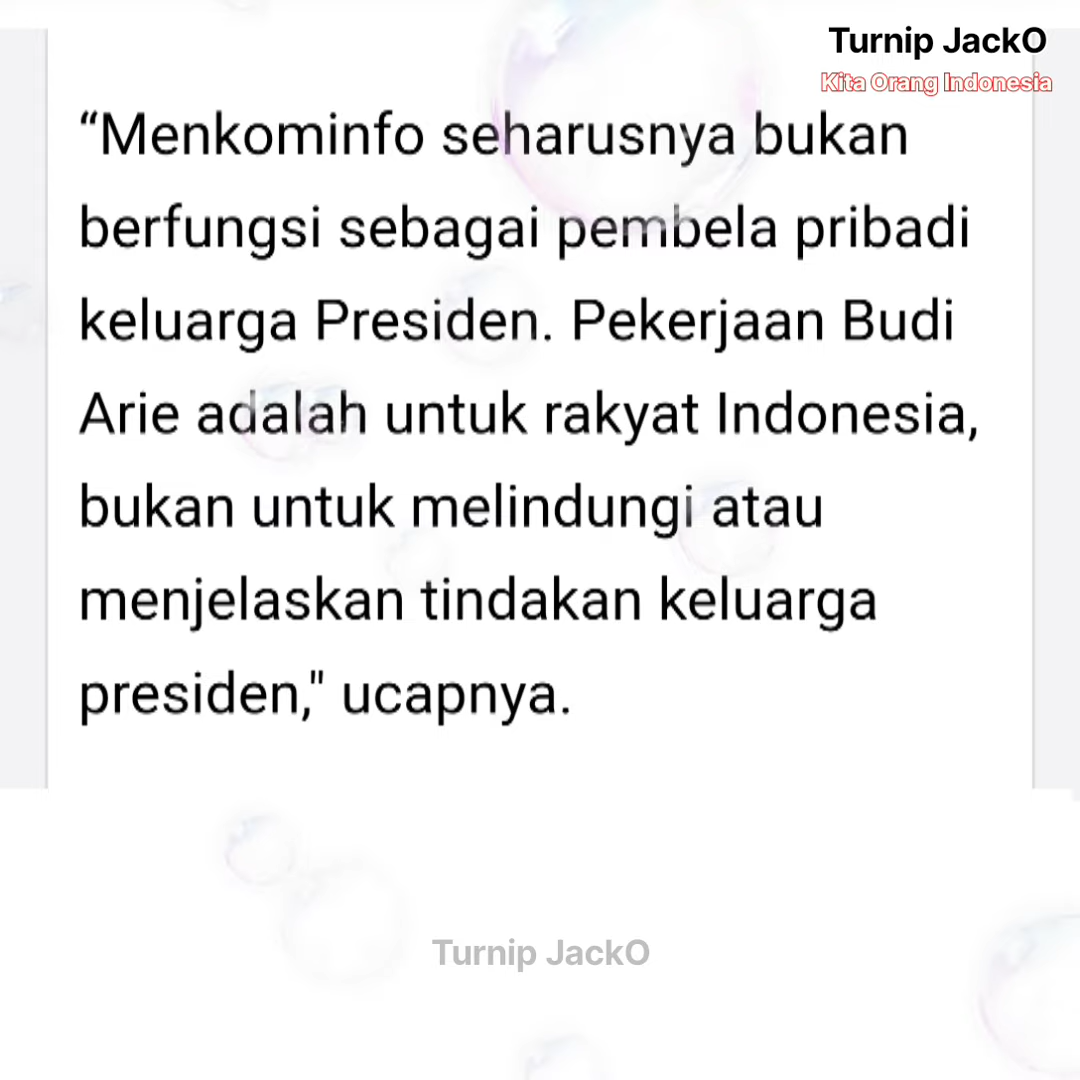 Turnip JackO
Kita Orang Indonesia
“Menkominfo seharusnya bukan
berfungsi sebagai pembela pribadi
keluarga Presiden. Pekerjaan Budi
Arie adalah untuk rakyat Indonesia,
bukan untuk melindungi atau
menjelaskan tindakan keluarga
presiden," ucapnya.
Turnip JackO